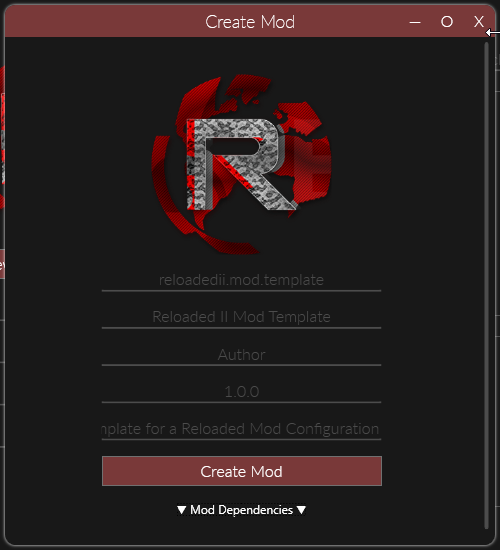 Create Mod
R
reloadedii.mod.template
Reloaded II Mod Template
Author
1.0.0
for a Reloaded Mod Configuration
Create Mod
▼ Mod Dependencies ▼